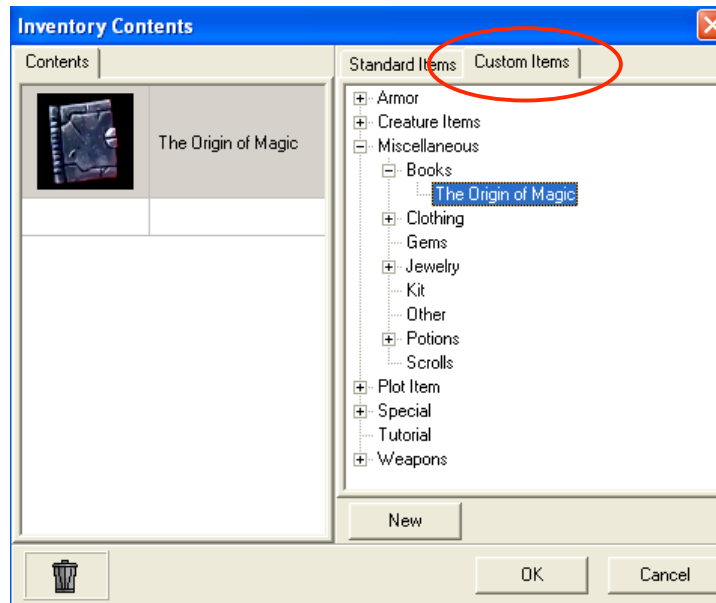 Inventory Contents
Contents
Standard Items
Custom Items
The Origin of Magic
Armor
Creature Items
Miscellaneous
Books
The Origin of Magic
Clothing
Gems
Jewelry
Kit
Other
Potions
Scrolls
Plot Item
Special
Tutorial
Weapons
New
OK
Cancel